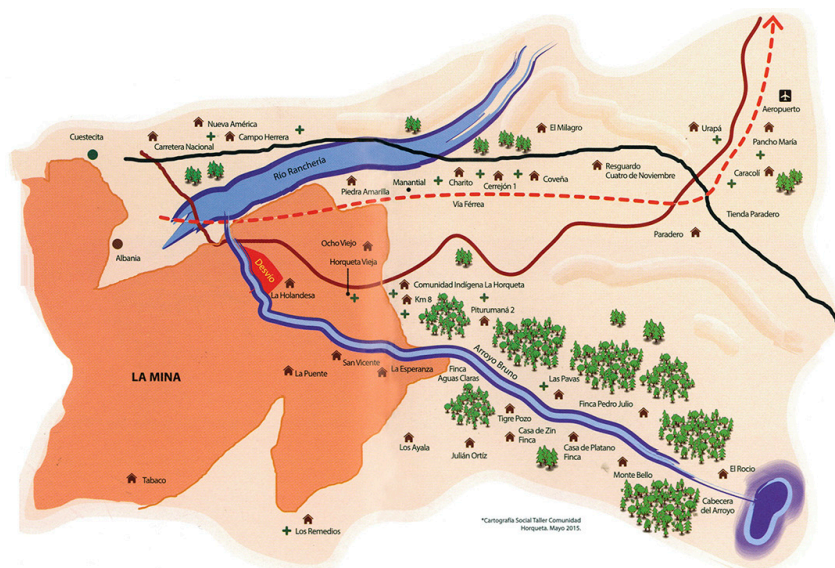 Nueva América
Cuestecita
Carretera Nacional
Campo Herrera
El Milagro
Aeropuerto
Urapá
Pancho María
Río Ranchería
Piedra Amarilla
Manantial
Charito
Cerrejón 1
Coveña
Resguardo
Cuatro de Noviembre
Caracolí
Vía Férrea
Tienda Paradero
Paradero
Albania
Ocho Viejo
Horqueta Vieja
Desvío
La Holandesa
Comunidad Indígena La Horqueta
Km 8
Piturumaná 2
LA MINA
La Puente
San Vicente
La Esperanza
Arroyo Bruno
Finca
Aguas Claras
Las Pavas
Finca Pedro Julio
Tigre Pozo
Los Ayala
Julián Ortíz
Casa de Zin
Finca
Casa de Platano
Finca
Monte Bello
El Rocio
Cabecera
del Arroyo
Tabaco
Los Remedios
*Cartografía Social Taller Comunidad
Horqueta. Mayo 2015.